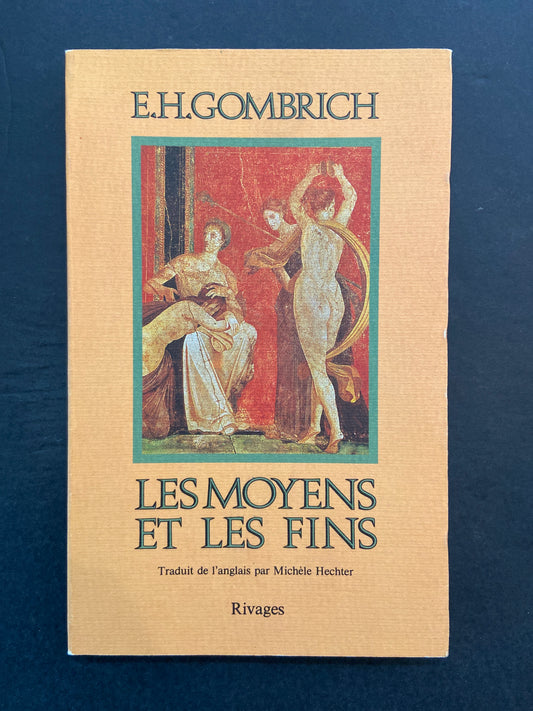 E.H.GOMBRICH
LES MOYENS
ET LES FINS
Traduit de l'anglais par Michèle Hechter
Rivages